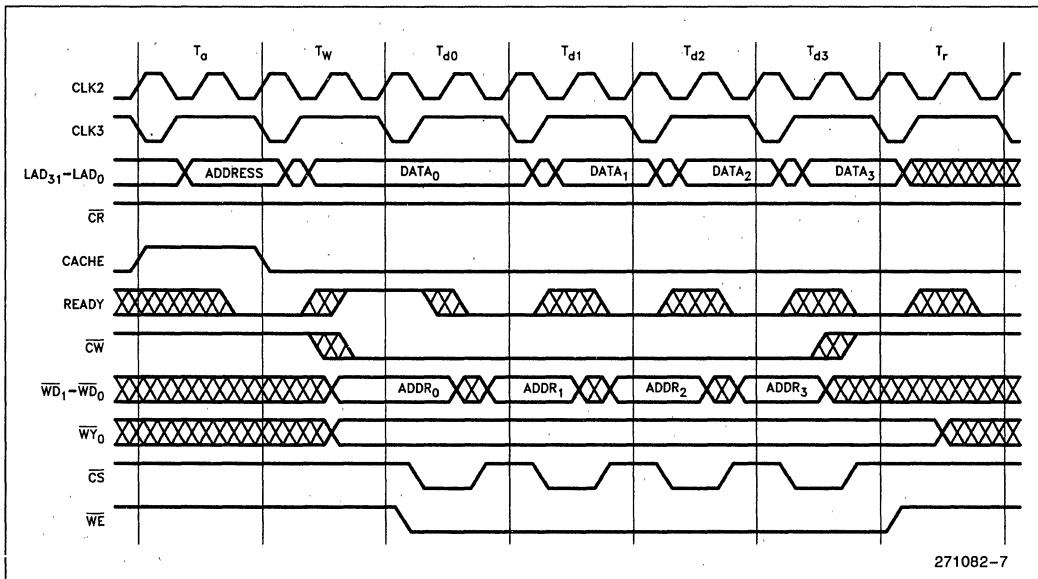 Ta TW Td0 Td1 Td2 Td3 Tr
CLK2
CLK3
LAD31–LAD0 ADDRESS DATA0 DATA1 DATA2 DATA3
CR
CACHE
READY
CW
WD1–WD0 ADDR0 ADDR1 ADDR2 ADDR3
WY0
CS
WE
271082–7